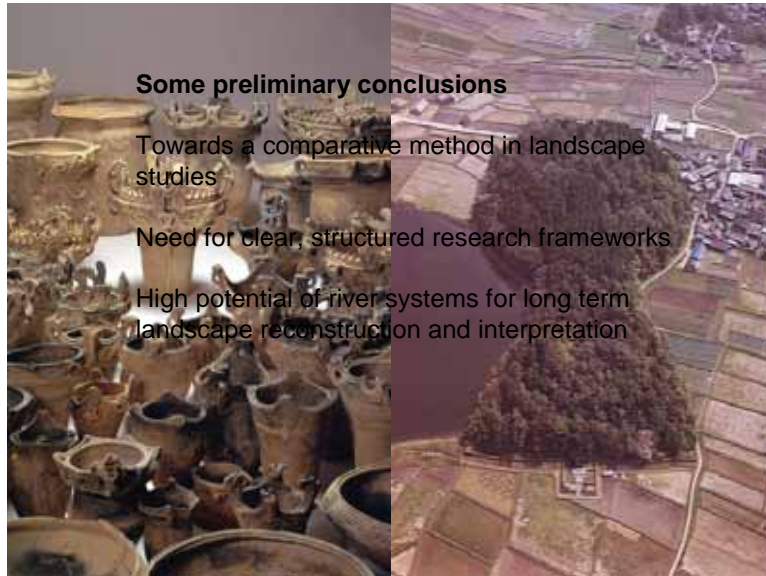 Some preliminary conclusions
Towards a comparative method in landscape
studies
Need for clear, structured research frameworks
High potential of river systems for long term
landscape reconstruction and interpretation